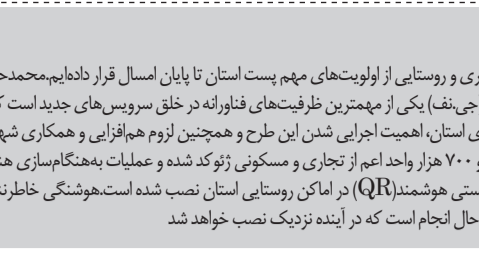 ری و روستایی از اولویت‌های مهم پست استان تا پایان امسال قرار داده‌ایم.محمدح
جی.نف) یکی از مهمترین ظرفیت‌های فناورانه در خلق سرویس‌های جدید است ک
ی استان، اهمیت اجرایی شدن این طرح و همچنین لزوم هم‌افزایی و همکاری شه
و ۷۰۰ هزار واحد اعم از تجاری و مسکونی ژئوکد شده و عملیات به‌هنگام‌سازی هن
ستی هوشمند(QR) در اماکن روستایی استان نصب شده است.هوشنگی خاطرنش
حال انجام است که در آینده نزدیک نصب خواهد شد